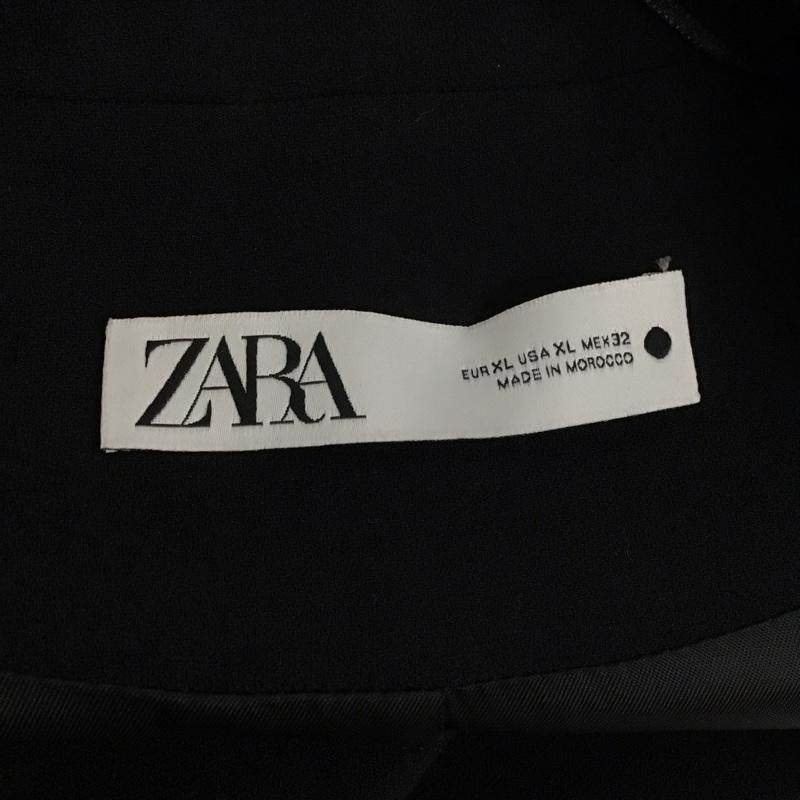 ZARA
EUR XL USA XL MEX 32
MADE IN MOROCCO